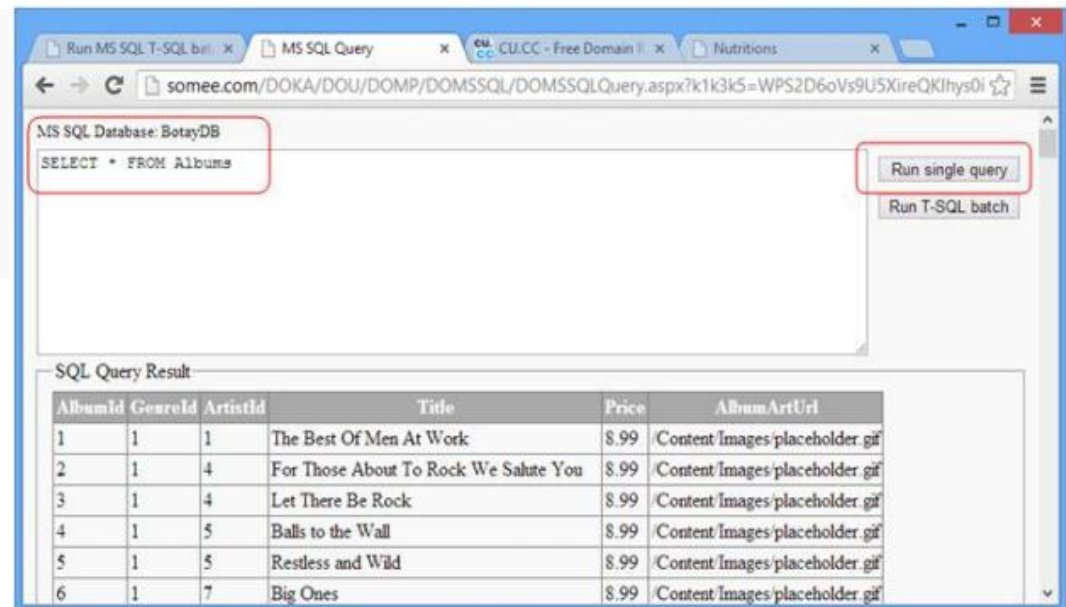 Run MS SQL T-SQL bat
MS SQL Query
CU.CC - Free Domain
Nutritions
somee.com/DOKA/DOU/DOMP/DOMSSQL/DOMSSQLQuery.aspx?k1k3k5=WPS2D6oVs9U5XireQKIhys0i
MS SQL Database: BotayDB
SELECT * FROM Albums
Run single query
Run T-SQL batch
SQL Query Result
AlbumId GenreId ArtistId Title Price AlbumArtUrl
1 1 1 The Best Of Men At Work 8.99 /Content/Images/placeholder.gif
2 1 4 For Those About To Rock We Salute You 8.99 /Content/Images/placeholder.gif
3 1 4 Let There Be Rock 8.99 /Content/Images/placeholder.gif
4 1 5 Balls to the Wall 8.99 /Content/Images/placeholder.gif
5 1 5 Restless and Wild 8.99 /Content/Images/placeholder.gif
6 1 7 Big Ones 8.99 /Content/Images/placeholder.gif